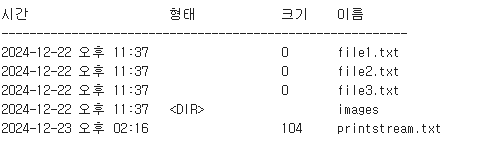 시간 형태 크기 이름
----------------------------------------------------------
2024-12-22 오후 11:37 0 file1.txt
2024-12-22 오후 11:37 0 file2.txt
2024-12-22 오후 11:37 0 file3.txt
2024-12-22 오후 11:37 <DIR> images
2024-12-23 오후 02:16 104 printstream.txt